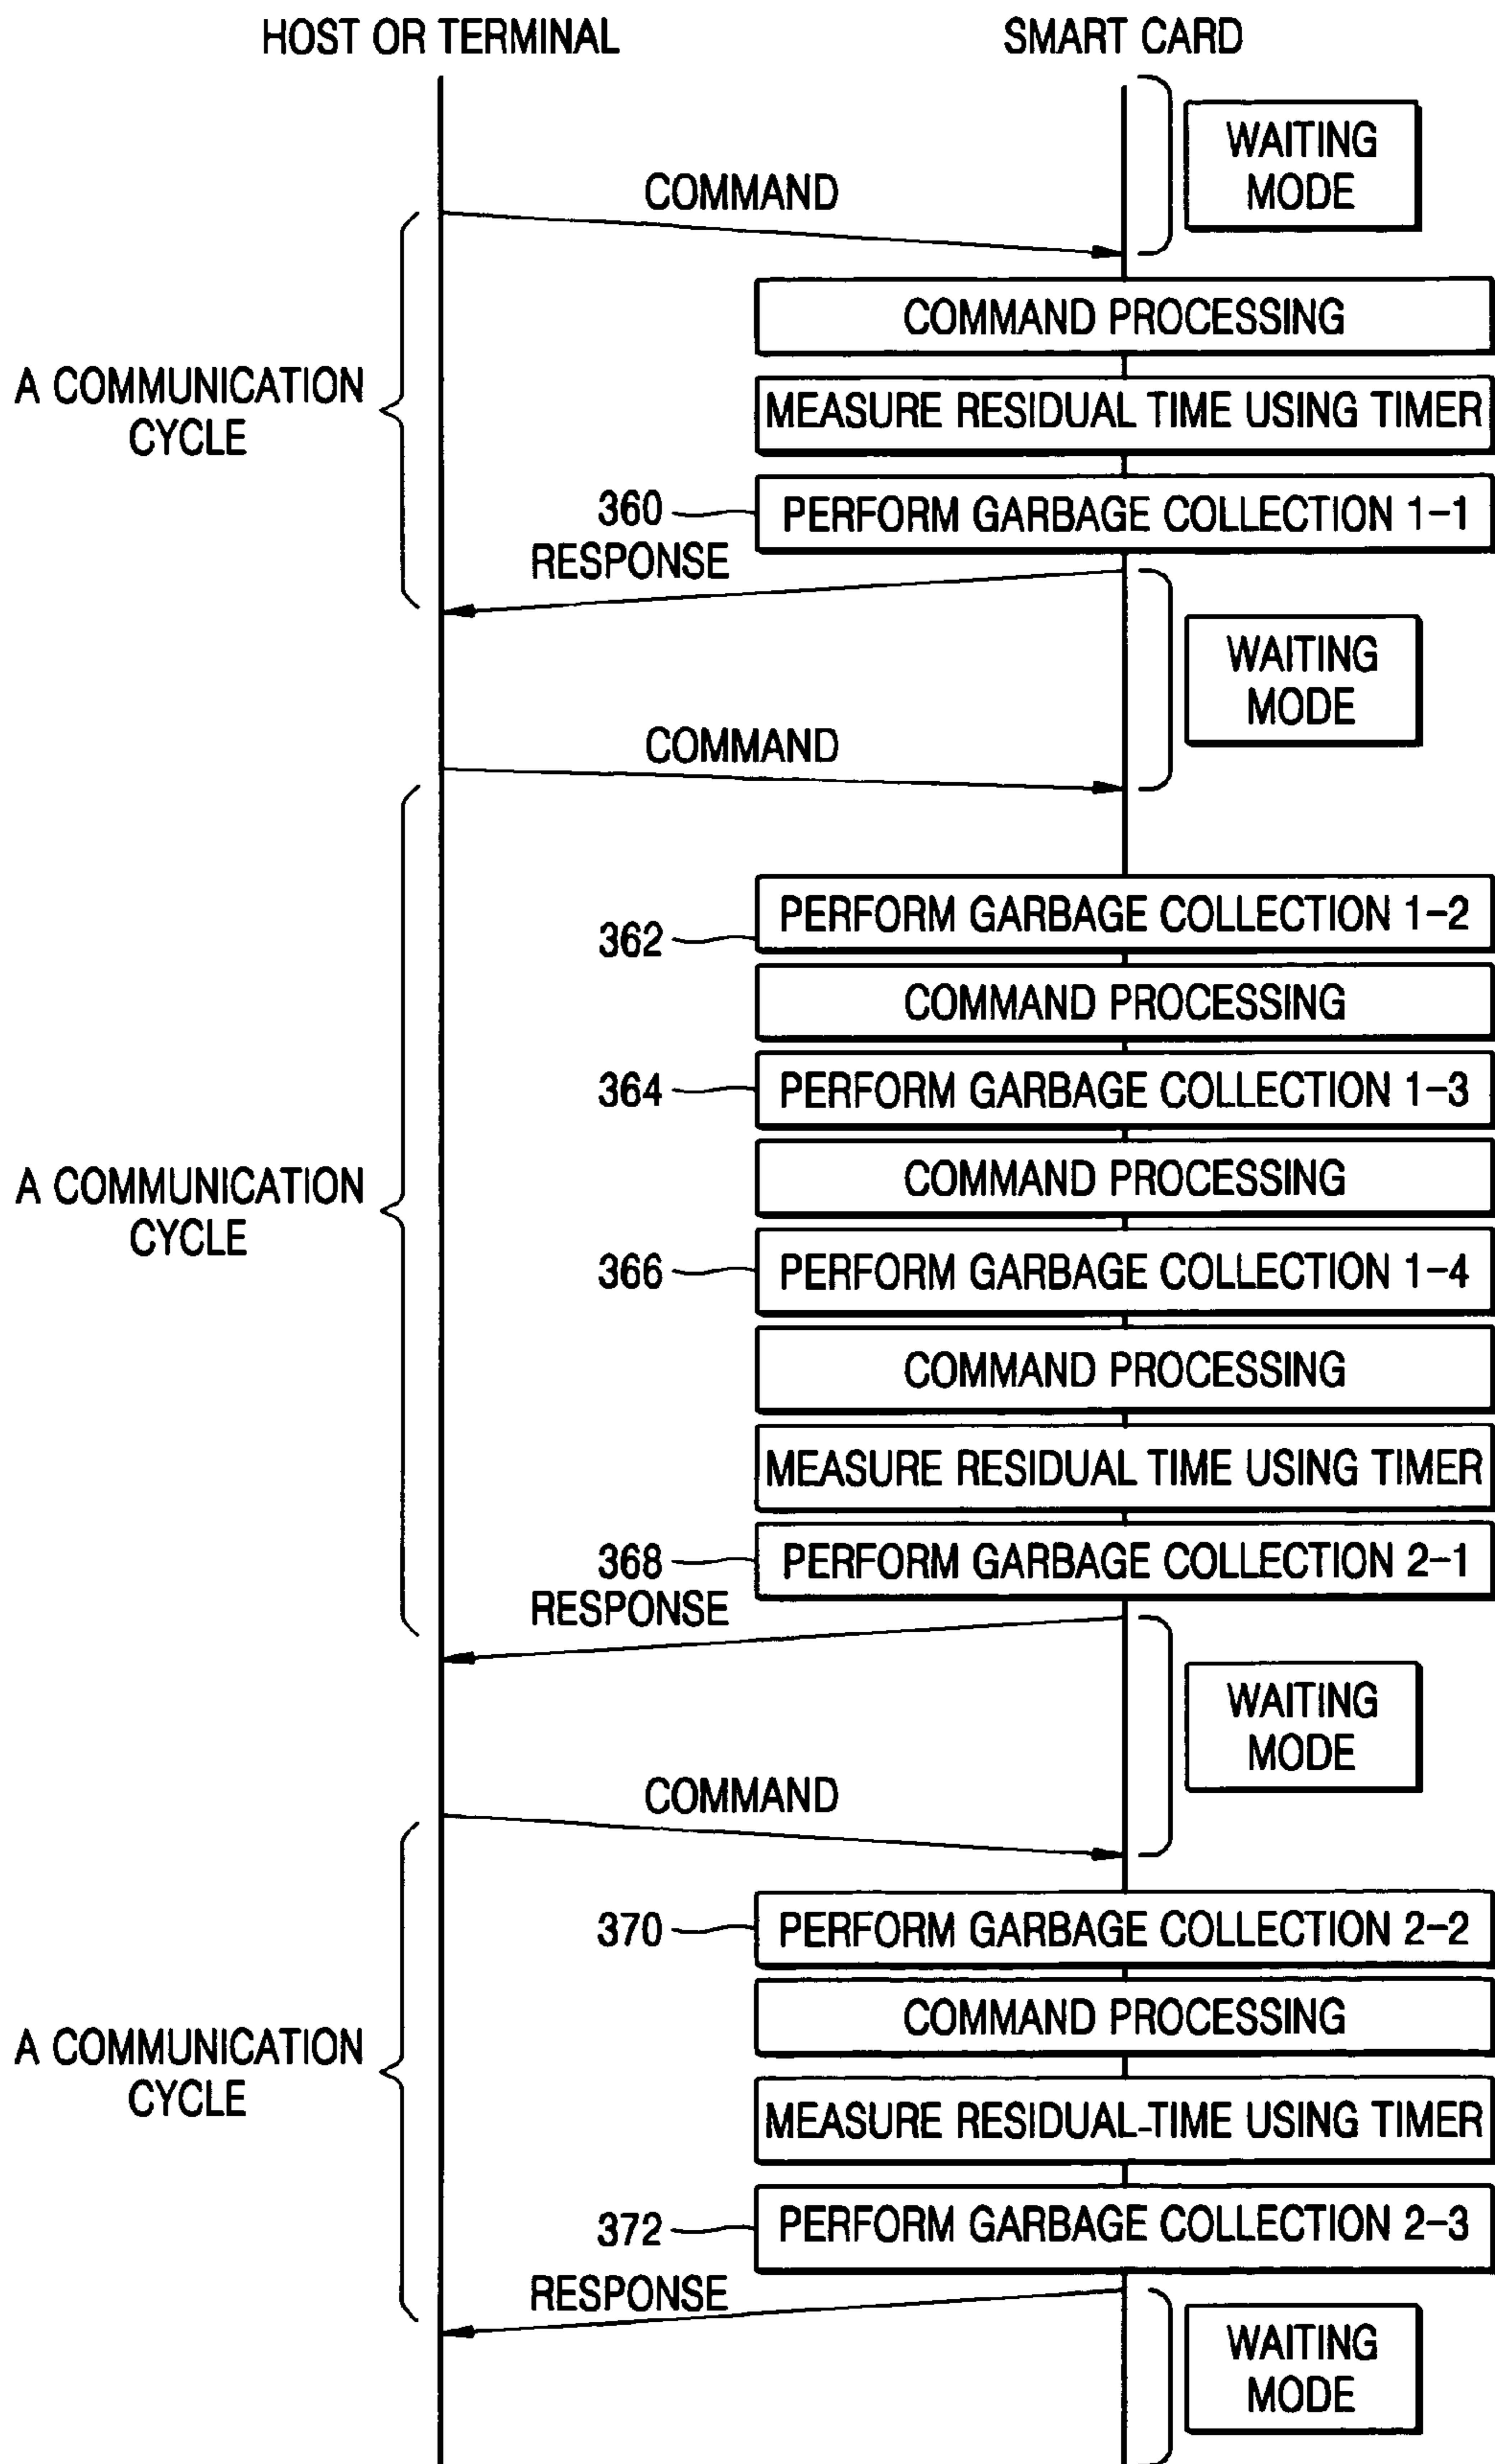 HOST OR TERMINAL
SMART CARD
WAITING
MODE
COMMAND
COMMAND PROCESSING
A COMMUNICATION
CYCLE
MEASURE RESIDUAL TIME USING TIMER
360
PERFORM GARBAGE COLLECTION 1-1
RESPONSE
WAITING
MODE
COMMAND
PERFORM GARBAGE COLLECTION 1-2
362
COMMAND PROCESSING
364
PERFORM GARBAGE COLLECTION 1-3
A COMMUNICATION
CYCLE
COMMAND PROCESSING
366
PERFORM GARBAGE COLLECTION 1-4
COMMAND PROCESSING
MEASURE RESIDUAL TIME USING TIMER
368
PERFORM GARBAGE COLLECTION 2-1
RESPONSE
WAITING
MODE
COMMAND
370
PERFORM GARBAGE COLLECTION 2-2
COMMAND PROCESSING
A COMMUNICATION
CYCLE
MEASURE RESIDUAL-TIME USING TIMER
372
PERFORM GARBAGE COLLECTION 2-3
RESPONSE
WAITING
MODE